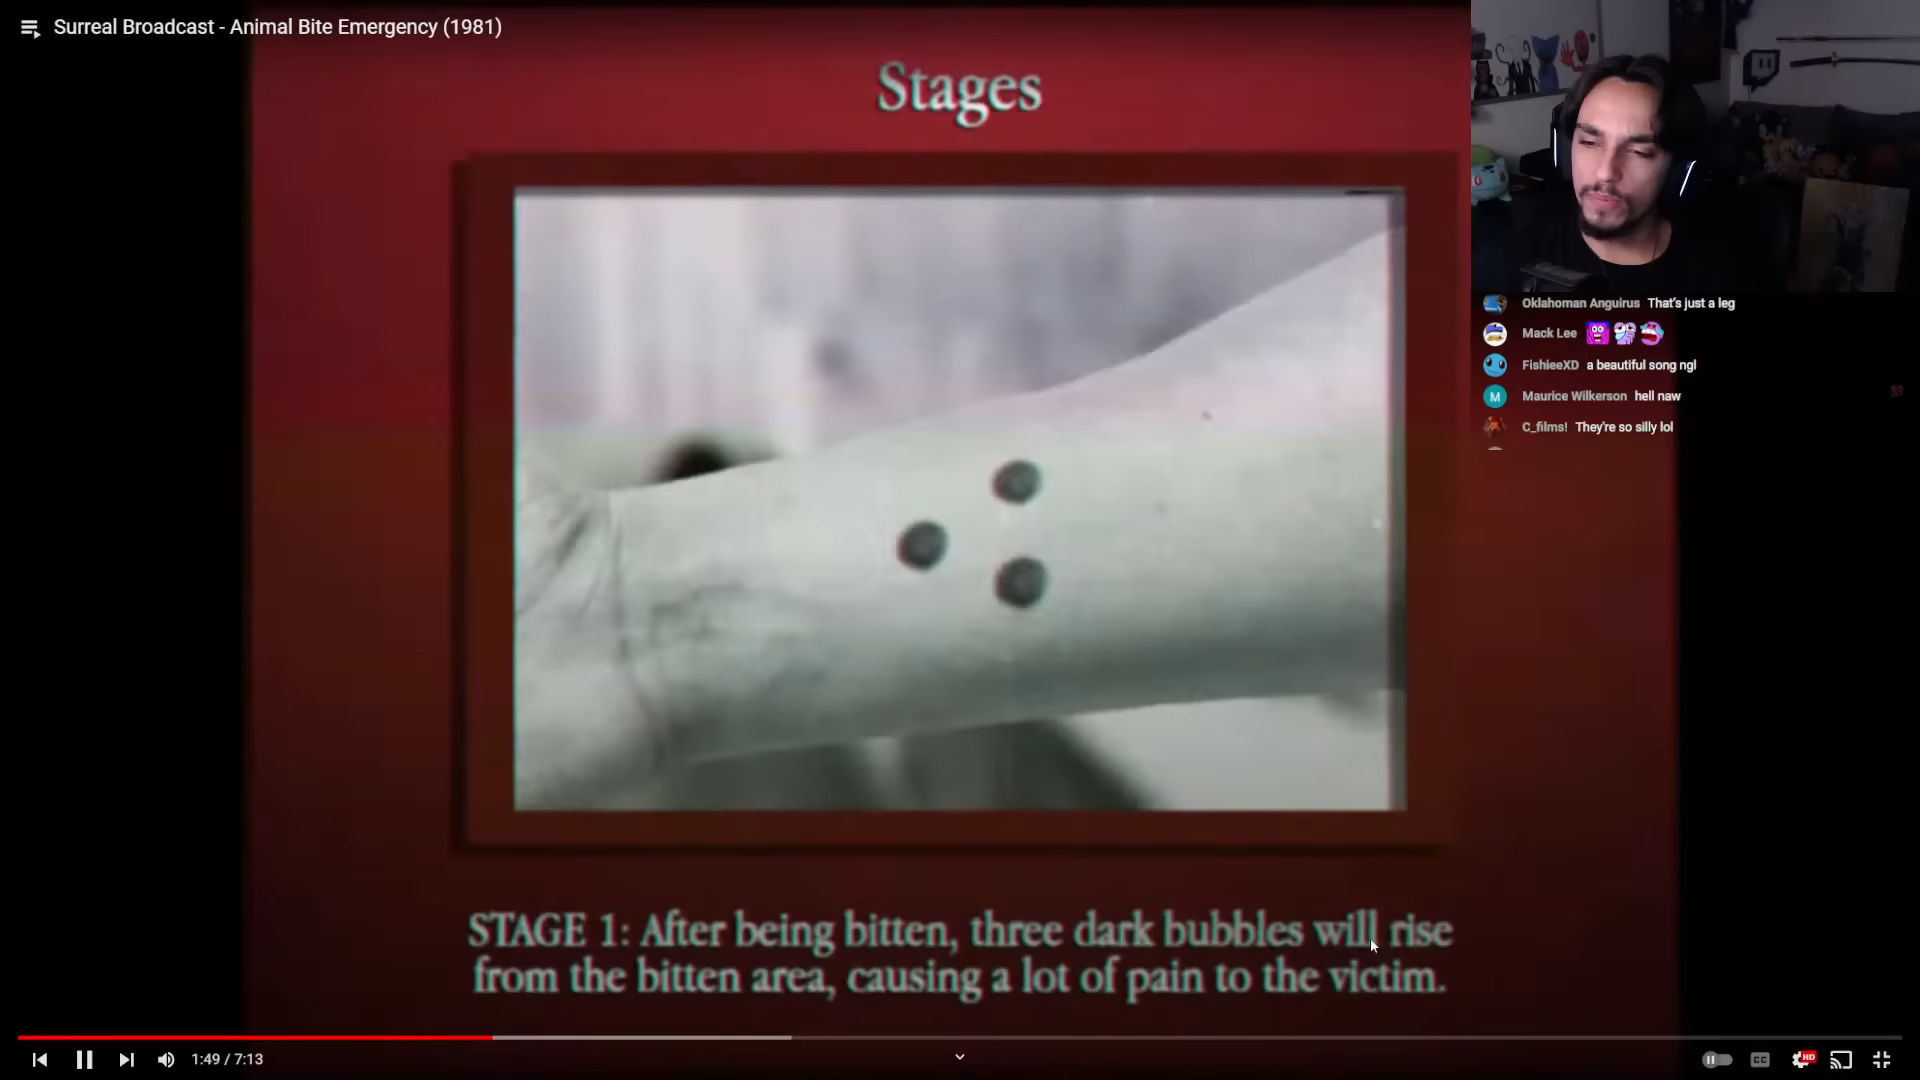 Surreal Broadcast - Animal Bite Emergency (1981)
Stages
Oklahoman Anguirus That's just a leg
Mack Lee
FishieeXD a beautiful song ngl
M Maurice Wilkerson hell naw
C_films! They're so silly lol
STAGE 1: After being bitten, three dark bubbles will rise
from the bitten area, causing a lot of pain to the victim.
1:49 / 7:13
CC
HD